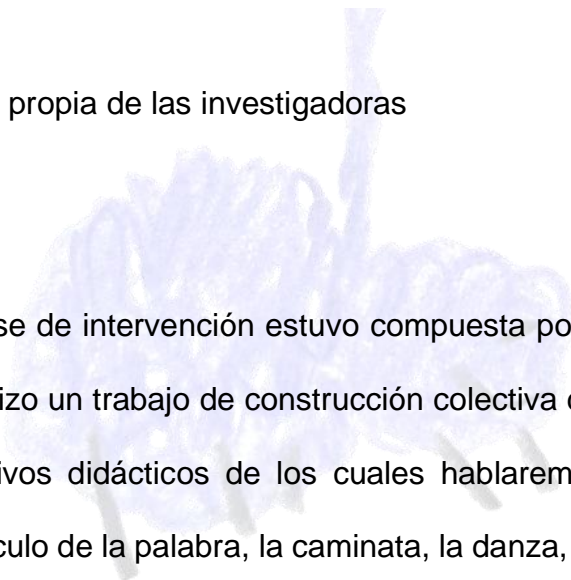 propia de las investigadoras
se de intervención estuvo compuesta po
izo un trabajo de construcción colectiva
ivos didácticos de los cuales hablarem
culo de la palabra, la caminata, la danza,